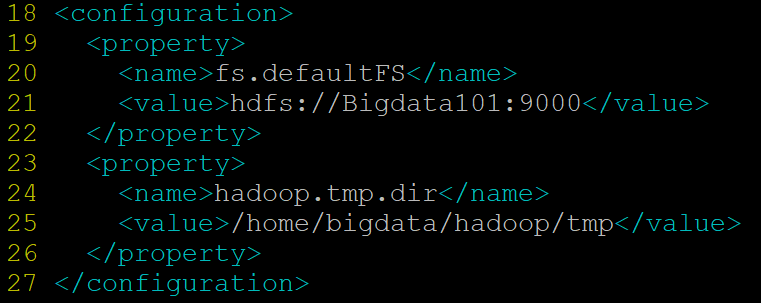 18 <configuration>
19   <property>
20     <name>fs.defaultFS</name>
21     <value>hdfs://Bigdata101:9000</value>
22   </property>
23   <property>
24     <name>hadoop.tmp.dir</name>
25     <value>/home/bigdata/hadoop/tmp</value>
26   </property>
27 </configuration>